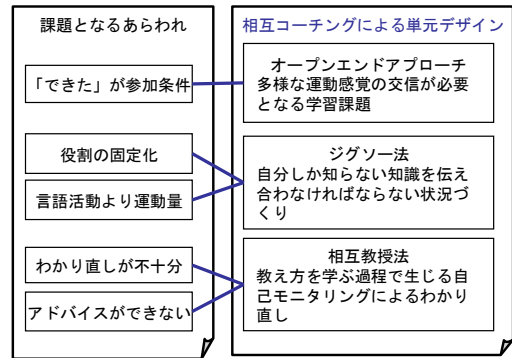 課題となるあらわれ
「できた」が参加条件
役割の固定化
言語活動より運動量
わかり直しが不十分
アドバイスができない
相互コーチングによる単元デザイン
オープンエンドアプローチ
多様な運動感覚の交信が必要
となる学習課題
ジグソー法
自分しか知らない知識を伝え
合わなければならない状況づ
くり
相互教授法
教え方を学ぶ過程で生じる自
己モニタリングによるわかり
直し